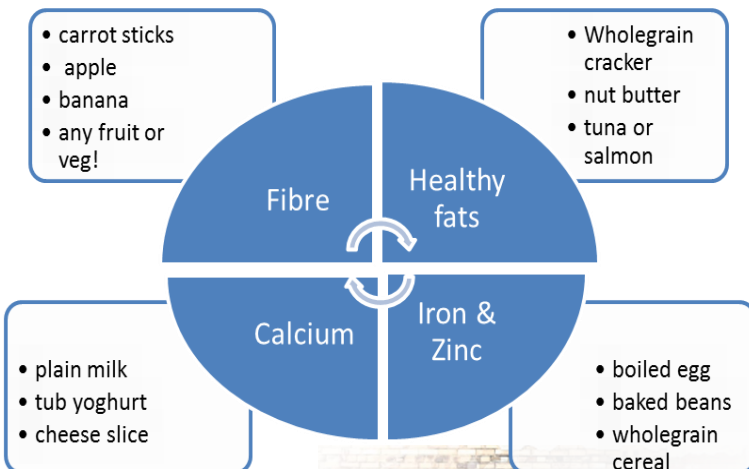 • carrot sticks
• apple
• banana
• any fruit or
veg!
• Wholegrain
cracker
• nut butter
• tuna or
salmon
Fibre
Healthy
fats
Calcium
Iron &
Zinc
• plain milk
• tub yoghurt
• cheese slice
• boiled egg
• baked beans
• wholegrain
cereal